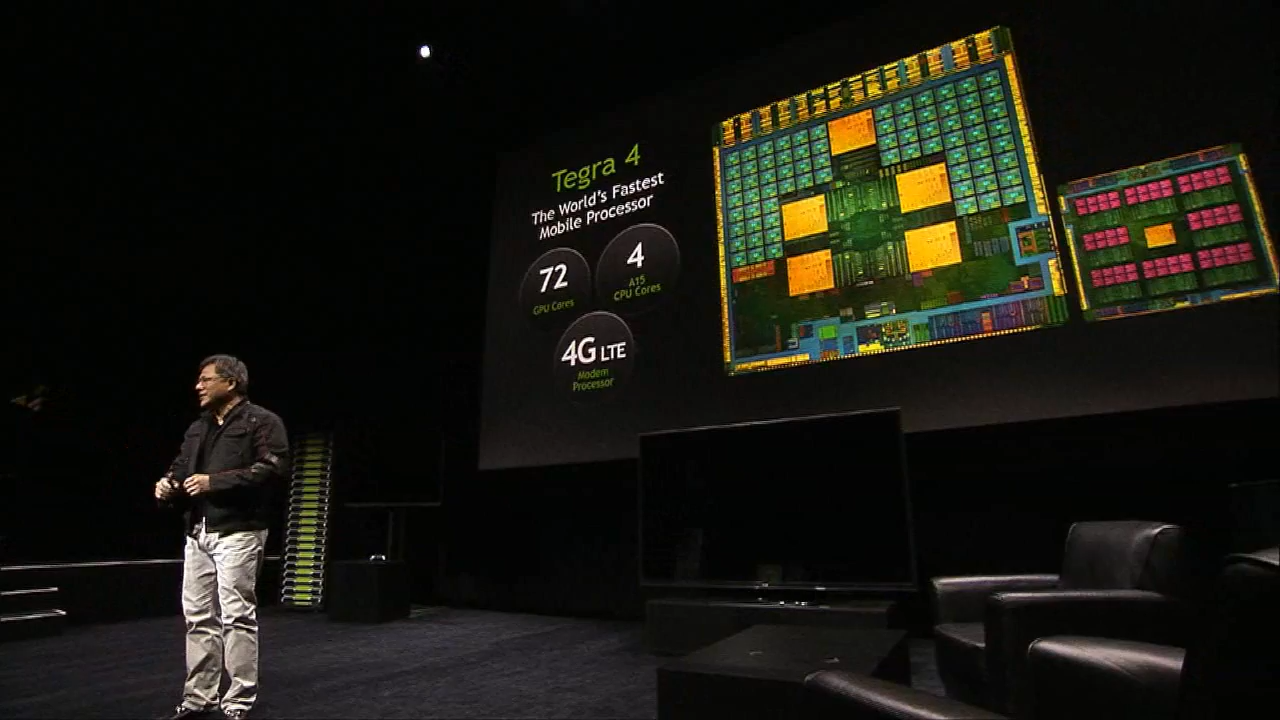 Tegra 4
The World's Fastest
Mobile Processor
72
GPU Cores
4
A15
CPU Cores
4G LTE
Modem
Processor